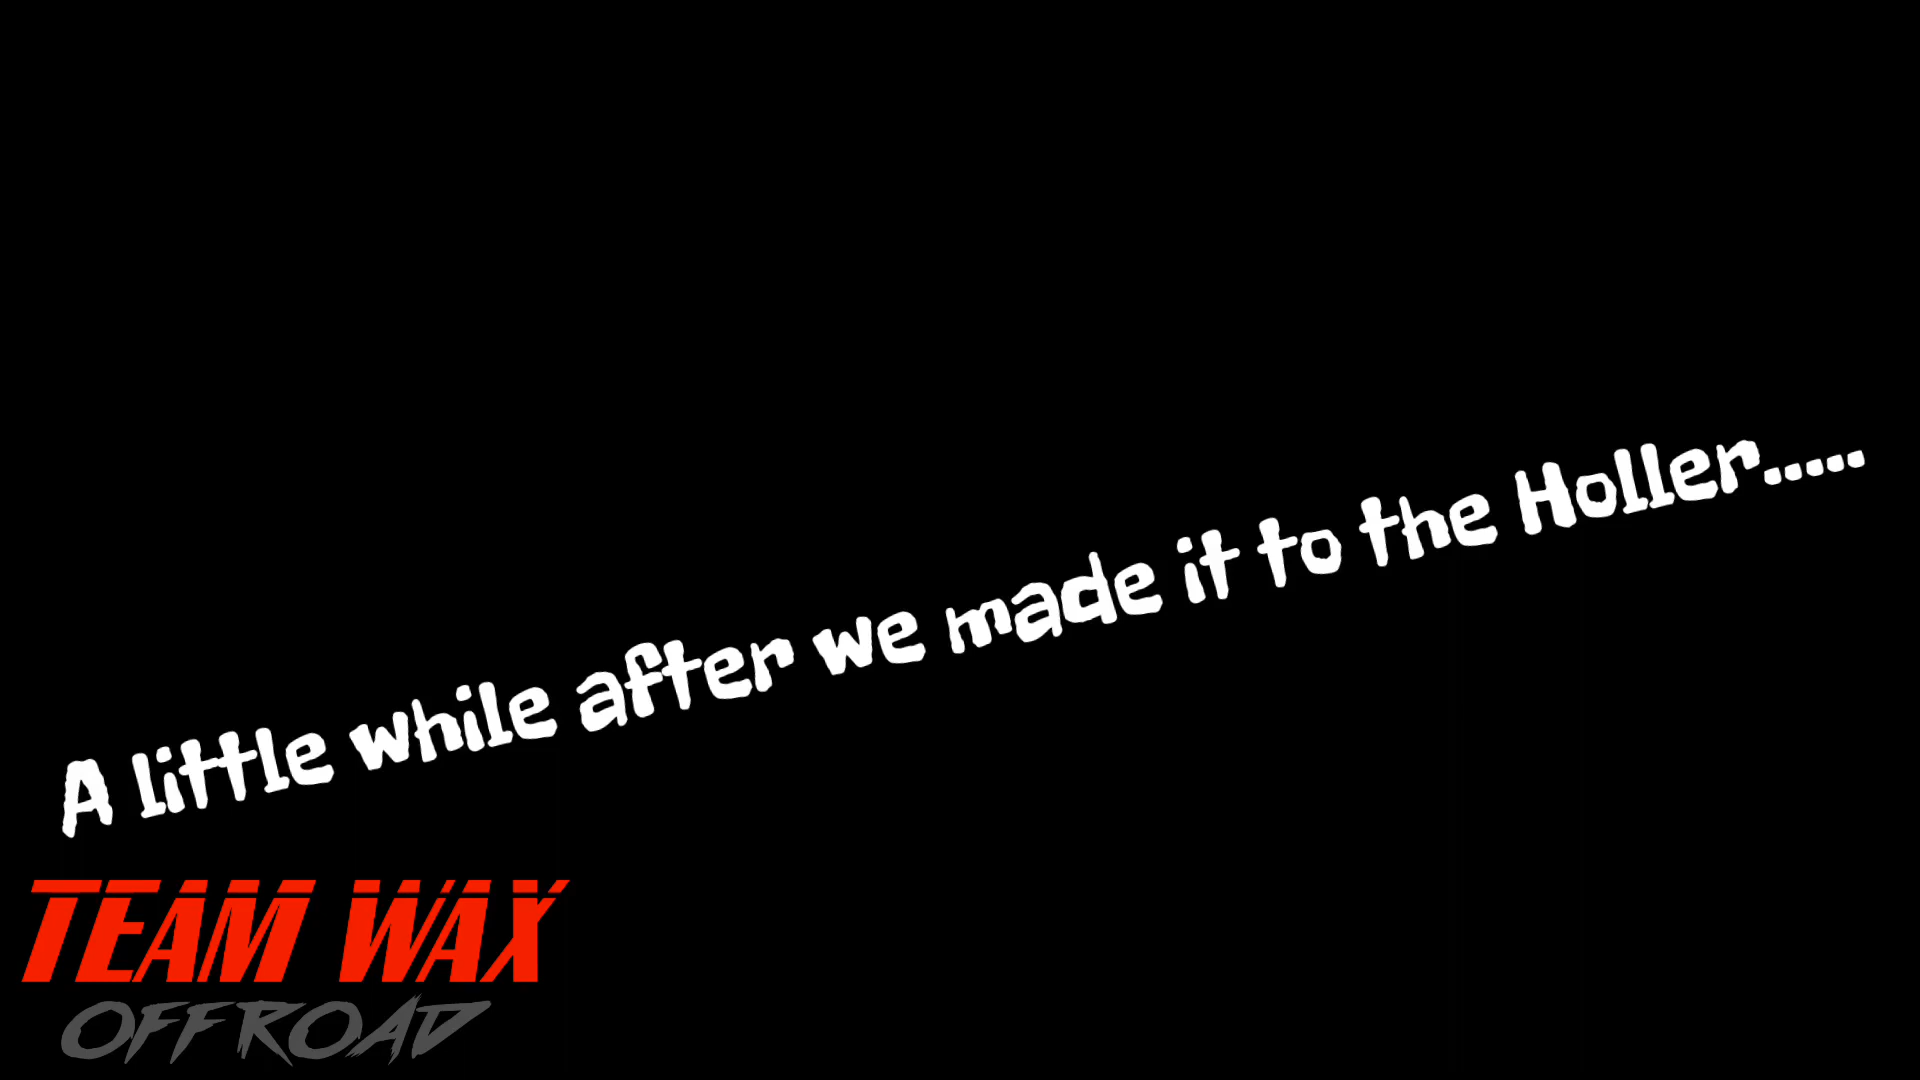 A little while after we made it to the Holler.....
TEAM WAX
OFFROAD